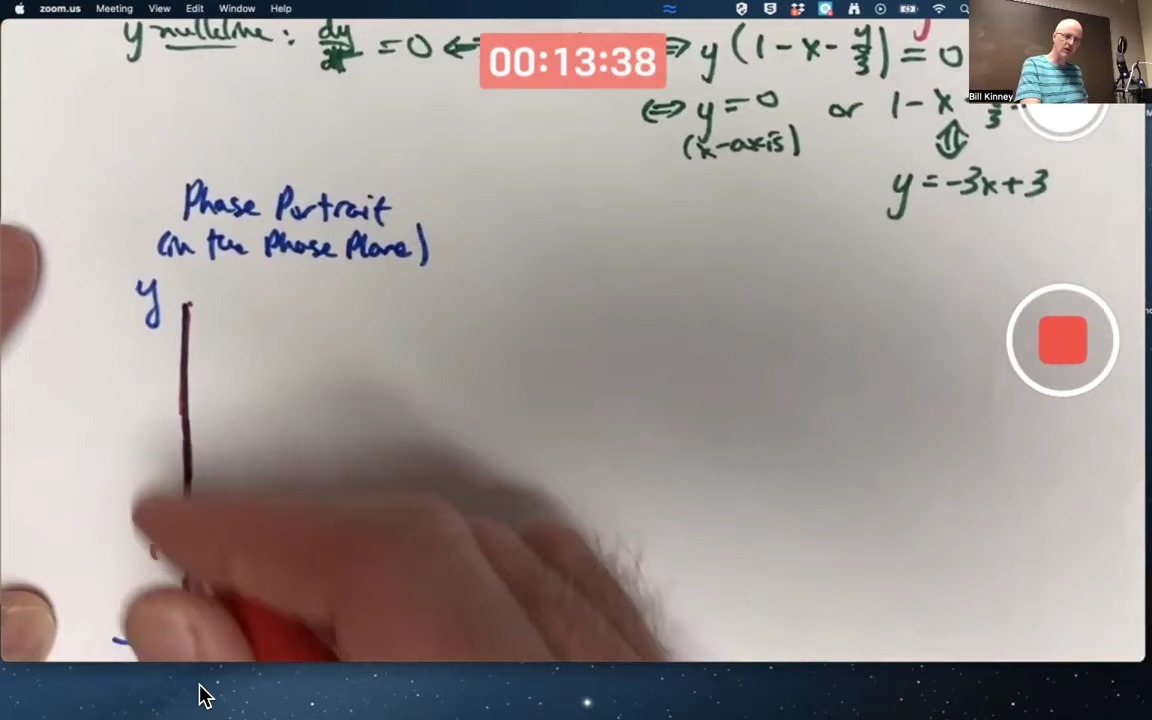 zoom.us Meeting View Edit Window Help
00:13:38
Bill Kinney
y-nullcline: dy/dt = 0 ⟺ ⟹ y(1-x-y/3) = 0
⟺ y=0 or 1-x
(x-axis)
⇕
y = -3x+3
Phase Portrait
(in the Phase Plane)
y